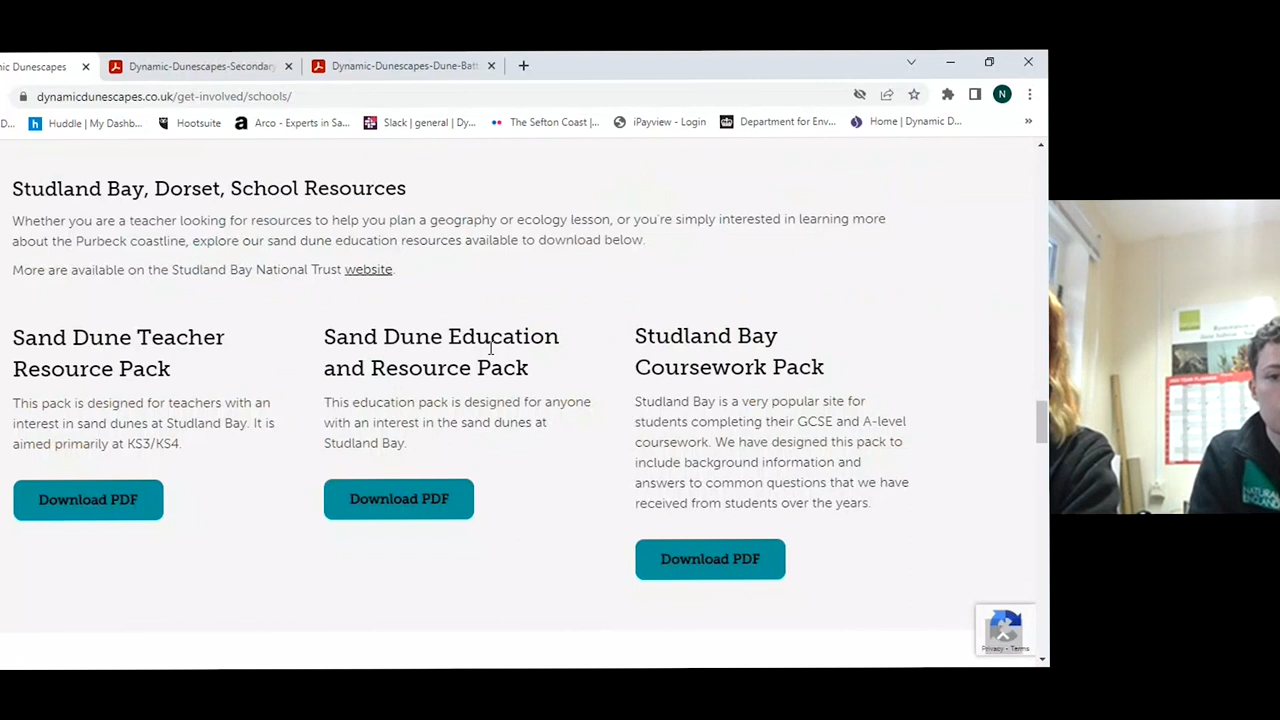 nic Dunescapes
Dynamic-Dunescapes-Secondary
Dynamic-Dunescapes-Dune-Batt
dynamicdunescapes.co.uk/get-involved/schools/
N
D...
Huddle | My Dashb...
Hootsuite
Arco - Experts in Sa...
Slack | general | Dy...
The Sefton Coast |...
iPayview - Login
Department for Env...
Home | Dynamic D...
Studland Bay, Dorset, School Resources
Whether you are a teacher looking for resources to help you plan a geography or ecology lesson, or you're simply interested in learning more
about the Purbeck coastline, explore our sand dune education resources available to download below.
More are available on the Studland Bay National Trust website.
Sand Dune Teacher
Resource Pack
This pack is designed for teachers with an
interest in sand dunes at Studland Bay. It is
aimed primarily at KS3/KS4.
Download PDF
Sand Dune Education
and Resource Pack
This education pack is designed for anyone
with an interest in the sand dunes at
Studland Bay.
Download PDF
Studland Bay
Coursework Pack
Studland Bay is a very popular site for
students completing their GCSE and A-level
coursework. We have designed this pack to
include background information and
answers to common questions that we have
received from students over the years.
Download PDF
Privacy - Terms
NATURAL
ENGLAND